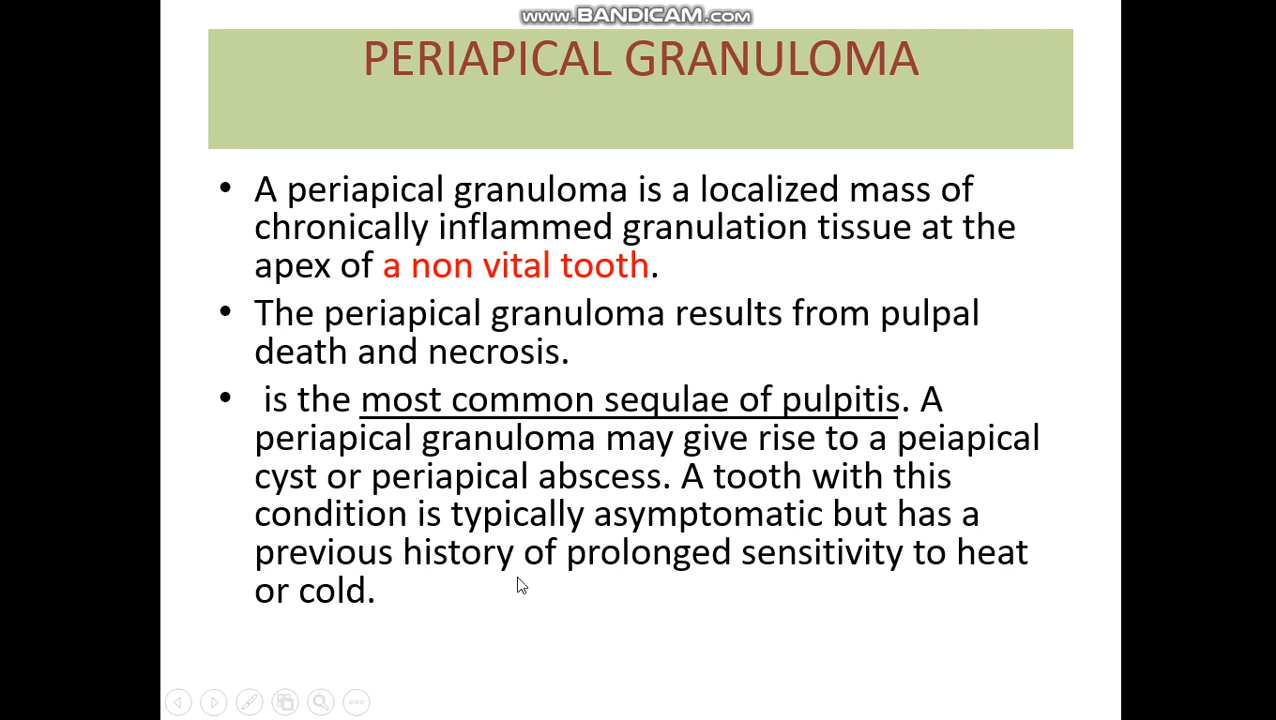 www.BANDICAM.com
PERIAPICAL GRANULOMA
• A periapical granuloma is a localized mass of
chronically inflammed granulation tissue at the
apex of a non vital tooth.
• The periapical granuloma results from pulpal
death and necrosis.
• is the most common sequlae of pulpitis. A
periapical granuloma may give rise to a peiapical
cyst or periapical abscess. A tooth with this
condition is typically asymptomatic but has a
previous history of prolonged sensitivity to heat
or cold.